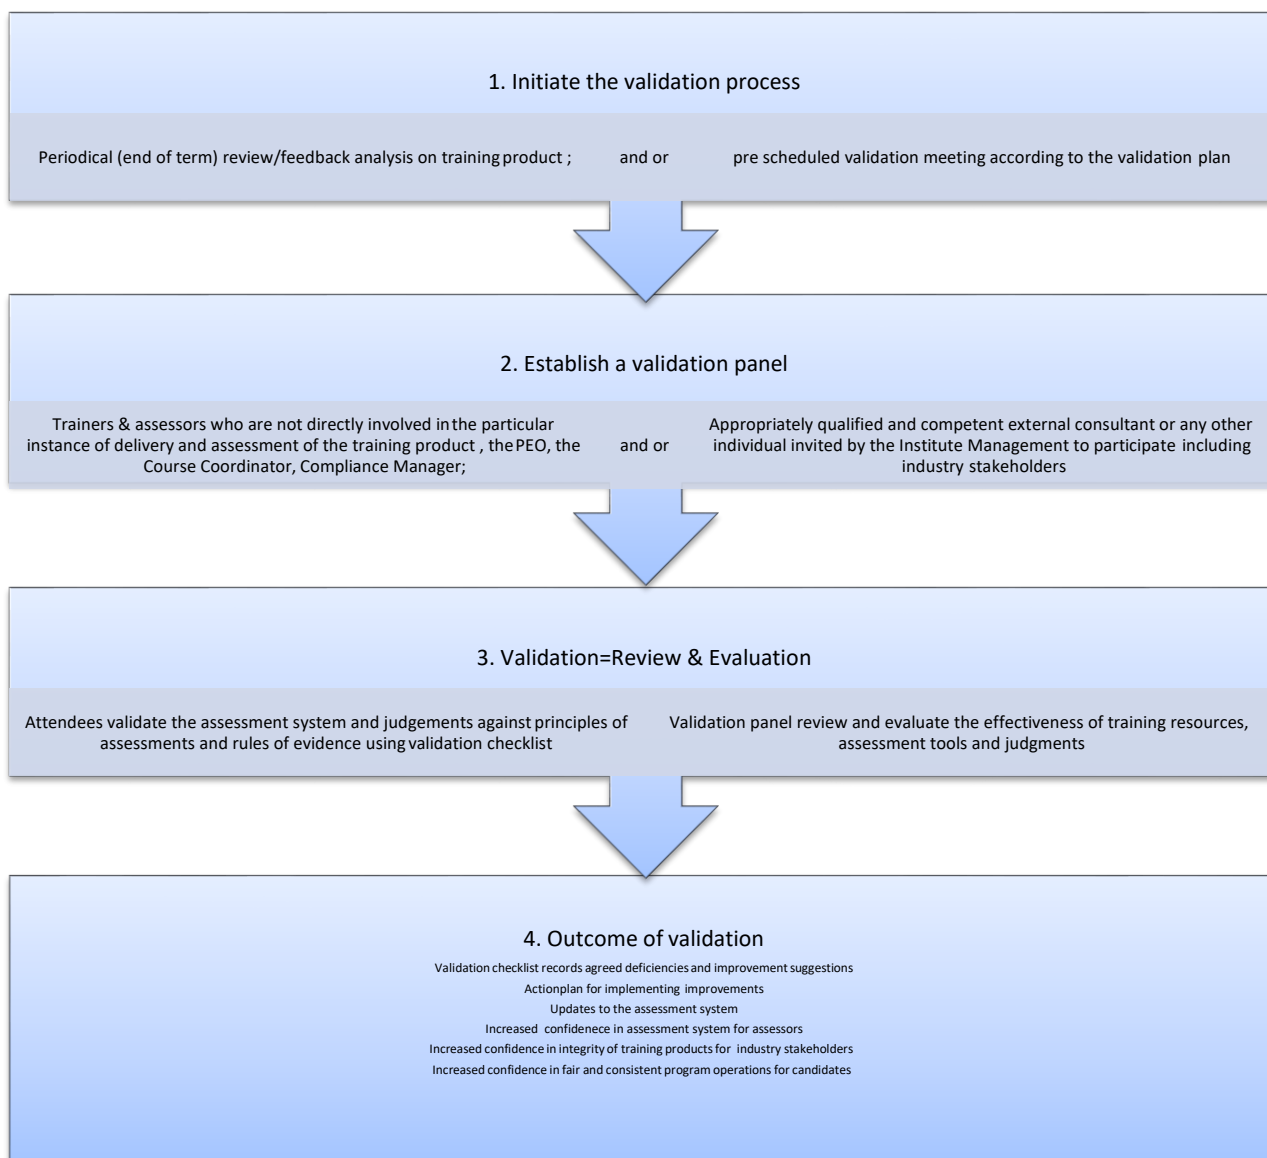 1. Initiate the validation process
Periodical (end of term) review/feedback analysis on training product ;
and or
pre scheduled validation meeting according to the validation plan
2. Establish a validation panel
Trainers & assessors who are not directly involved in the particular
instance of delivery and assessment of the training product , the PEO, the
Course Coordinator, Compliance Manager;
and or
Appropriately qualified and competent external consultant or any other
individual invited by the Institute Management to participate including
industry stakeholders
3. Validation=Review & Evaluation
Attendees validate the assessment system and judgements against principles of
assessments and rules of evidence using validation checklist
Validation panel review and evaluate the effectiveness of training resources,
assessment tools and judgments
4. Outcome of validation
Validation checklist records agreed deficiencies and improvement suggestions
Actionplan for implementing improvements
Updates to the assessment system
Increased confidenece in assessment system for assessors
Increased confidence in integrity of training products for industry stakeholders
Increased confidence in fair and consistent program operations for candidates